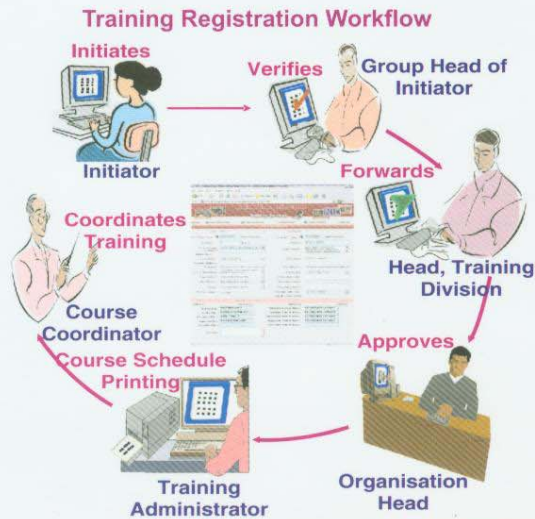 Training Registration Workflow
Initiates
Initiator
Verifies
Group Head of
Initiator
Forwards
Head, Training
Division
Approves
Organisation
Head
Course Schedule
Printing
Training
Administrator
Coordinates
Training
Course
Coordinator